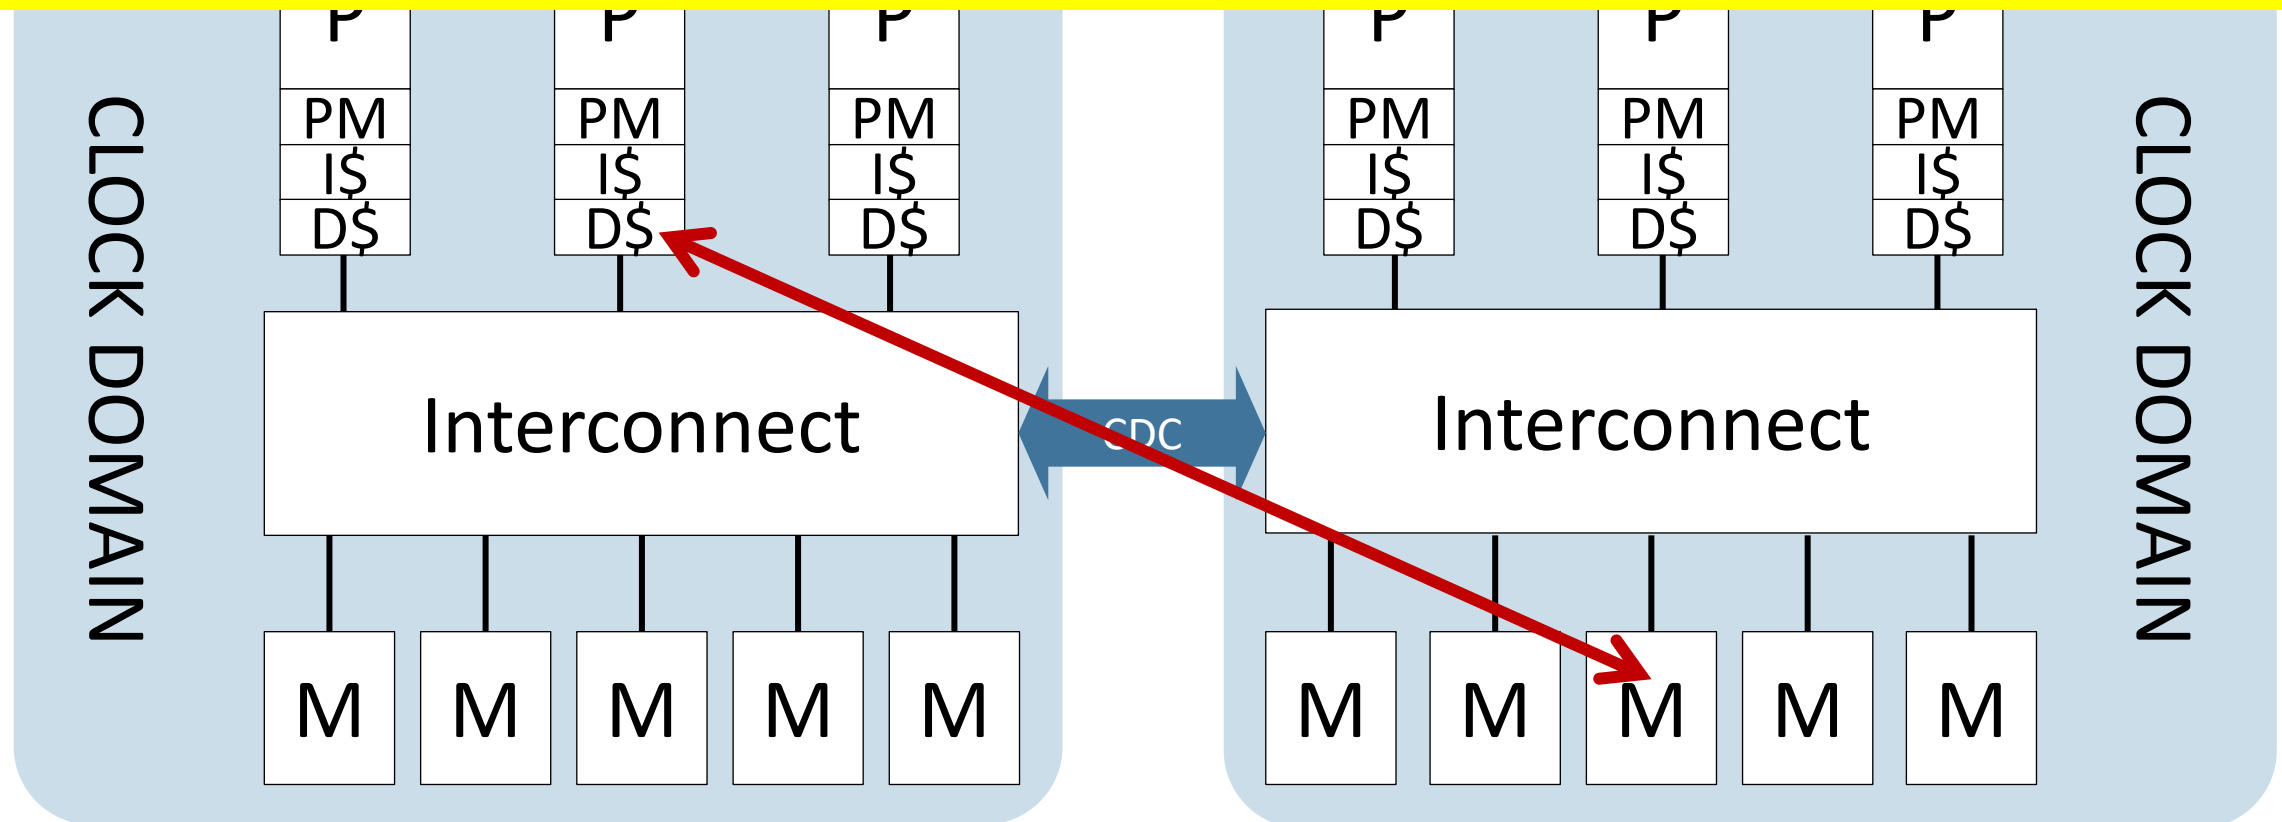 P P P P P P
PM PM PM PM PM PM
I$ I$ I$ I$ I$ I$
D$ D$ D$ D$ D$ D$
CLOCK DOMAIN
Interconnect
CDC
Interconnect
CLOCK DOMAIN
M M M M M M M M M M